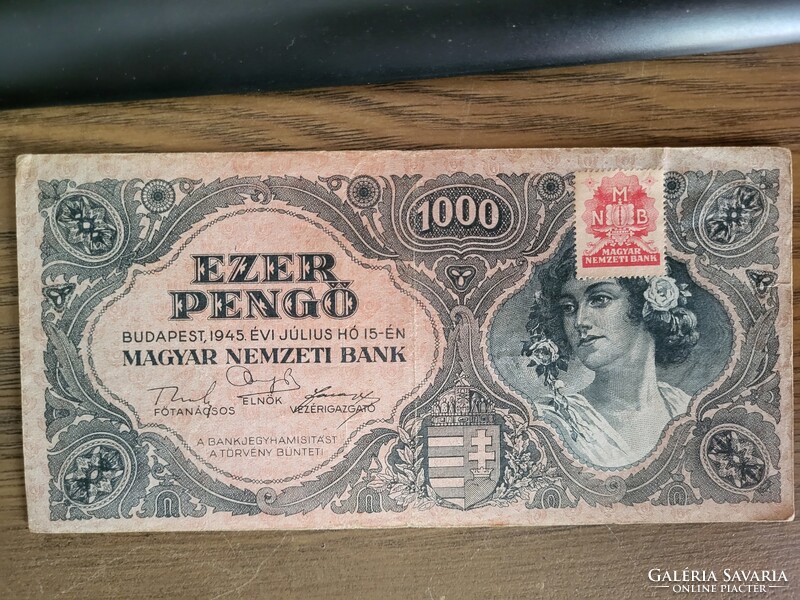 1000
M
N B
MAGYAR
NEMZETI BANK
EZER
PENGŐ
BUDAPEST, 1945. ÉVI JÚLIUS HÓ 15-ÉN
MAGYAR NEMZETI BANK
FŐTANÁCSOS
ELNÖK
VEZÉRIGAZGATÓ
A BANKJEGYHAMISÍTÁST
A TÖRVÉNY BÜNTETI
GALÉRIA SAVARIA
ONLINE PIACTÉR